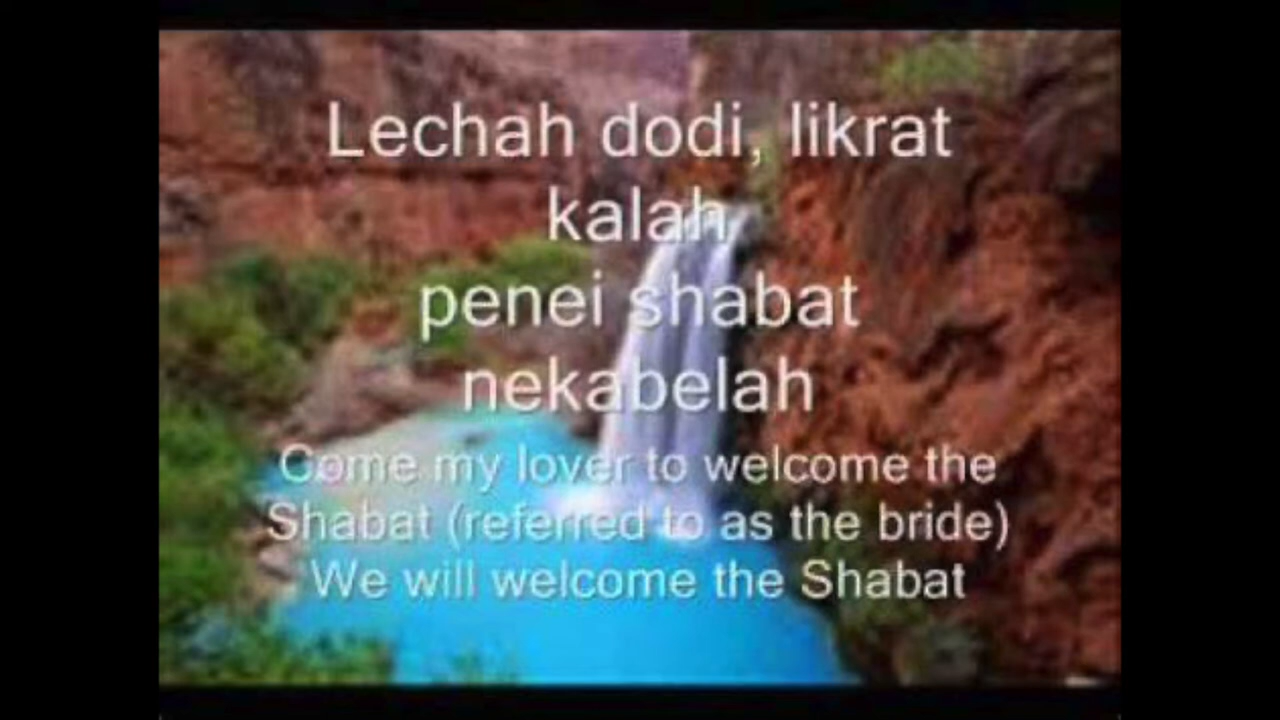 Lechah dodi, likrat
kalah
penei shabat
nekabelah
Come my lover to welcome the
Shabat (referred to as the bride)
We will welcome the Shabat